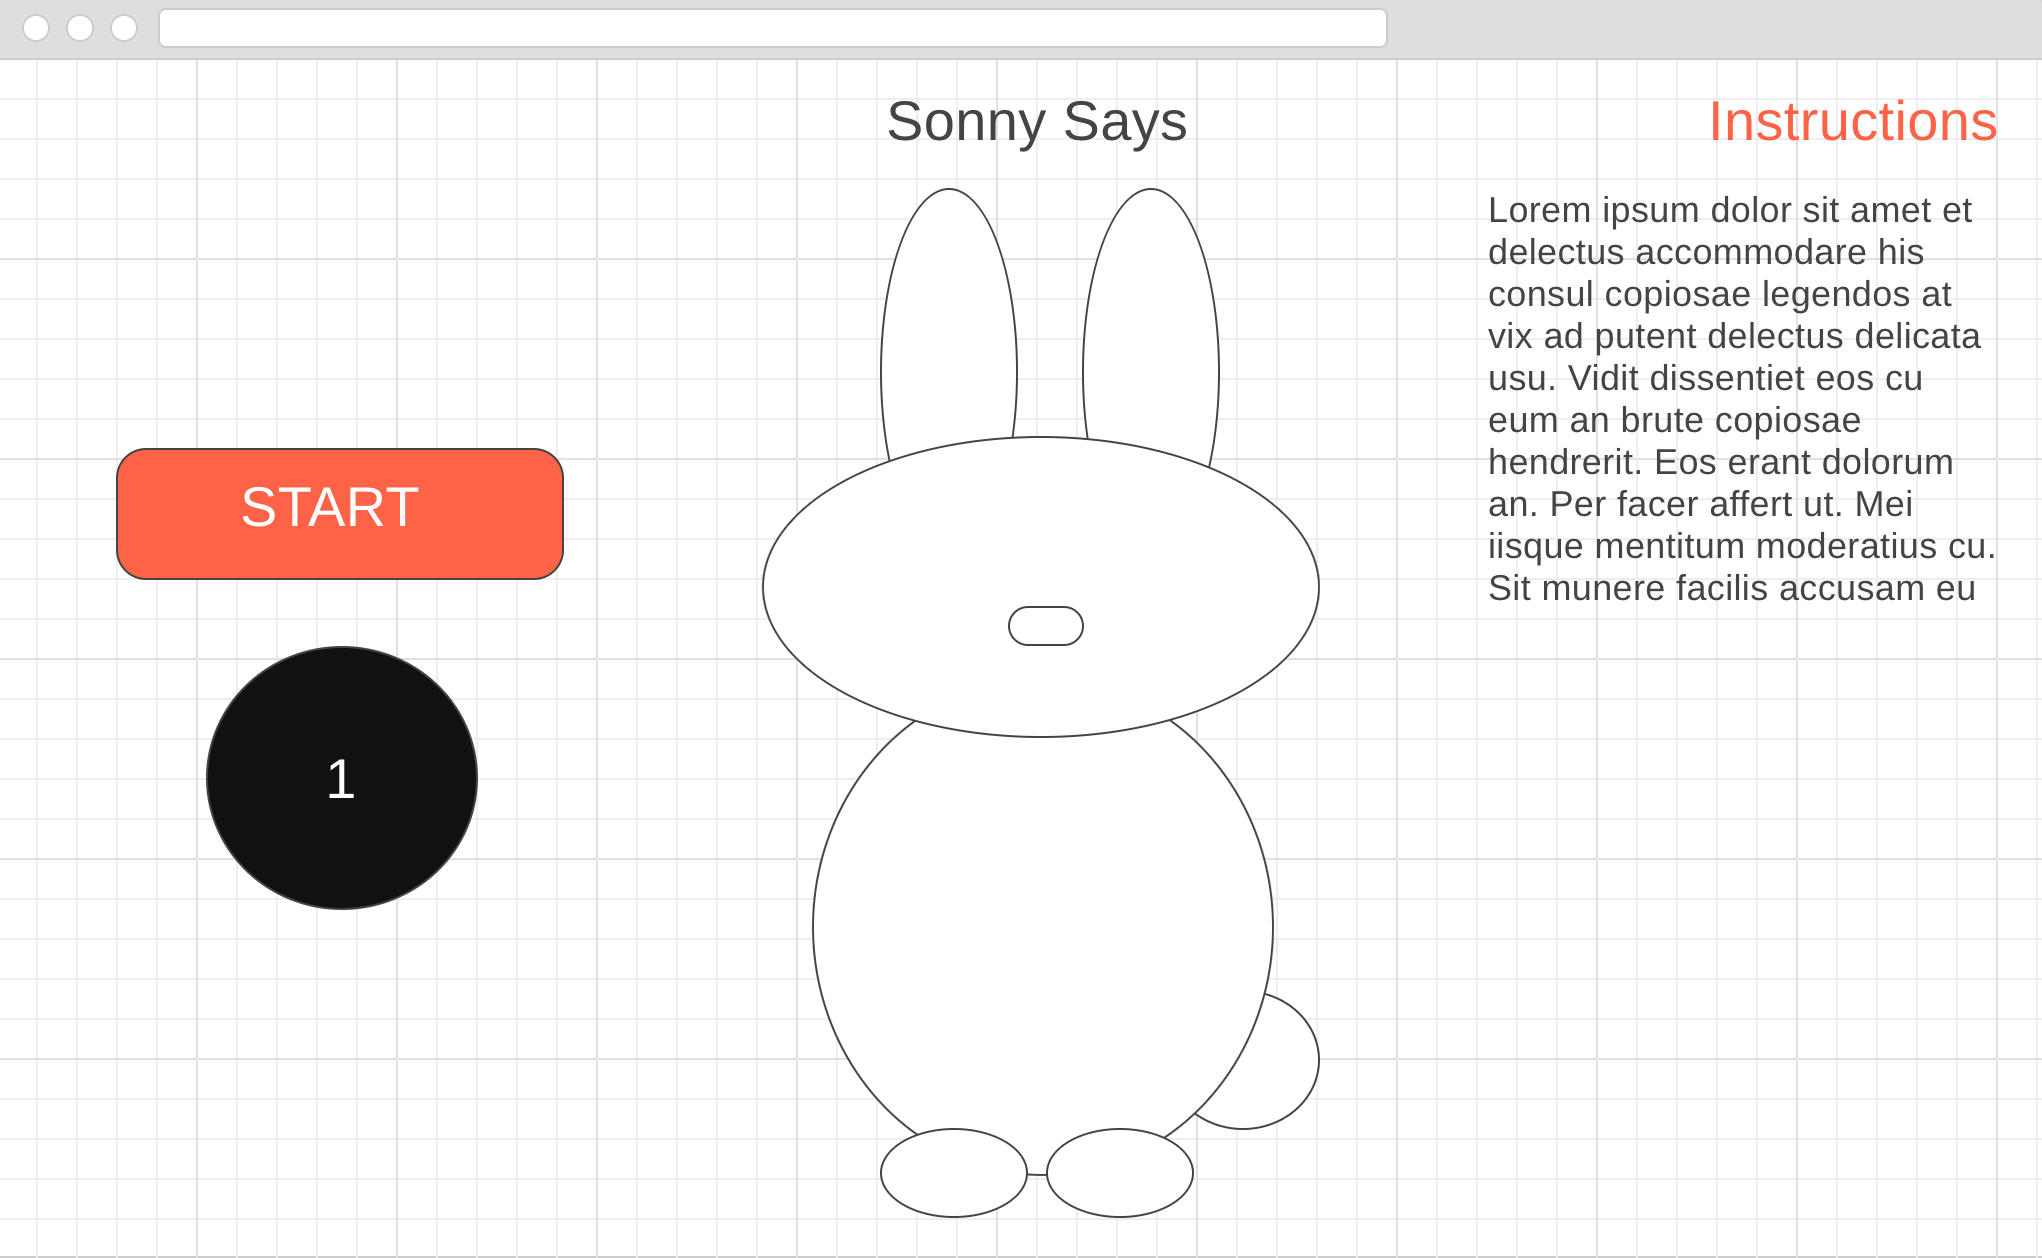 Sonny Says
Instructions
Lorem ipsum dolor sit amet et
delectus accommodare his
consul copiosae legendos at
vix ad putent delectus delicata
usu. Vidit dissentiet eos cu
eum an brute copiosae
hendrerit. Eos erant dolorum
an. Per facer affert ut. Mei
iisque mentitum moderatius cu.
Sit munere facilis accusam eu
START
1